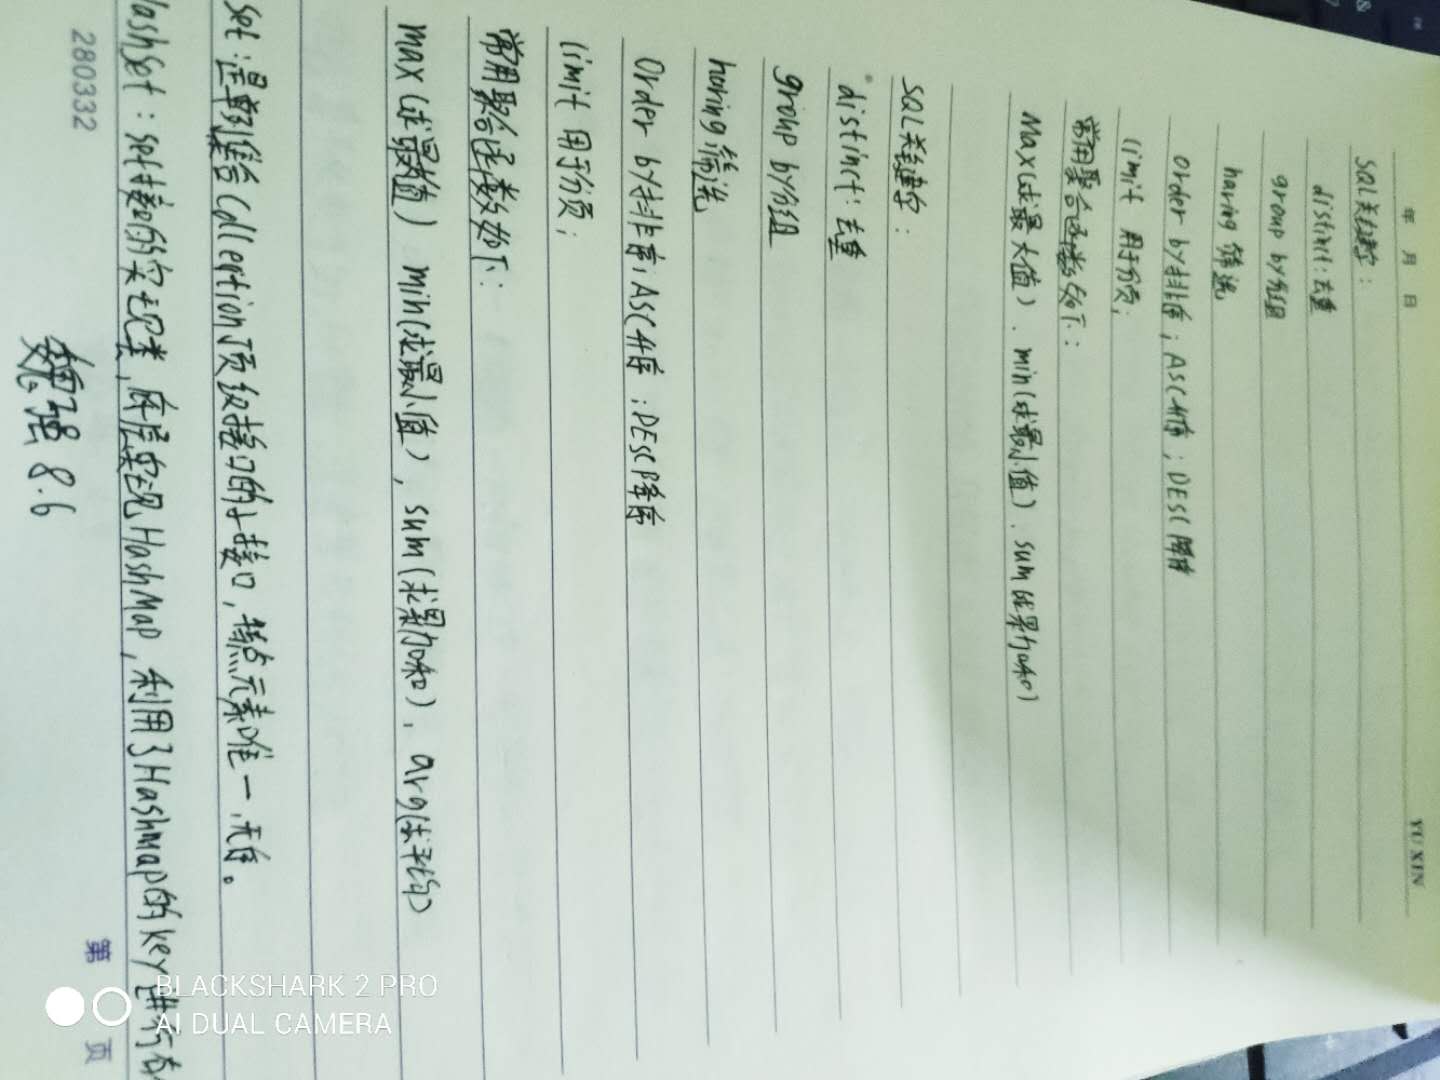 年 月 日
YU XIN
SQL关键字：
distinct：去重
group by分组
having 筛选
Order by排序；ASC升序；DESC降序
limit 用于分页；
常用聚合函数如下：
Max(求最大值)、min(求最小值)、sum(求累加和)
SQL关键字：
distinct：去重
group by分组
having 筛选
Order by排序；ASC升序；DESC降序
limit 用于分页；
常用聚合函数如下：
max(求最大值)、min(求最小值)，sum(求累加和)、avg(求平均)
Set：是单列集合Collection顶级接口的子接口，特点元素唯一，无序。
HashSet：set接口的实现类，底层实现HashMap，利用了Hashmap的key进行
280332
第 页
魏强 8.6
BLACKSHARK 2 PRO
AI DUAL CAMERA